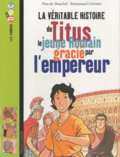 Pascale Bouchié - Emmanuel Cerisier
LA VÉRITABLE HISTOIRE
de Titus
le jeune Romain
gracié par
l'empereur